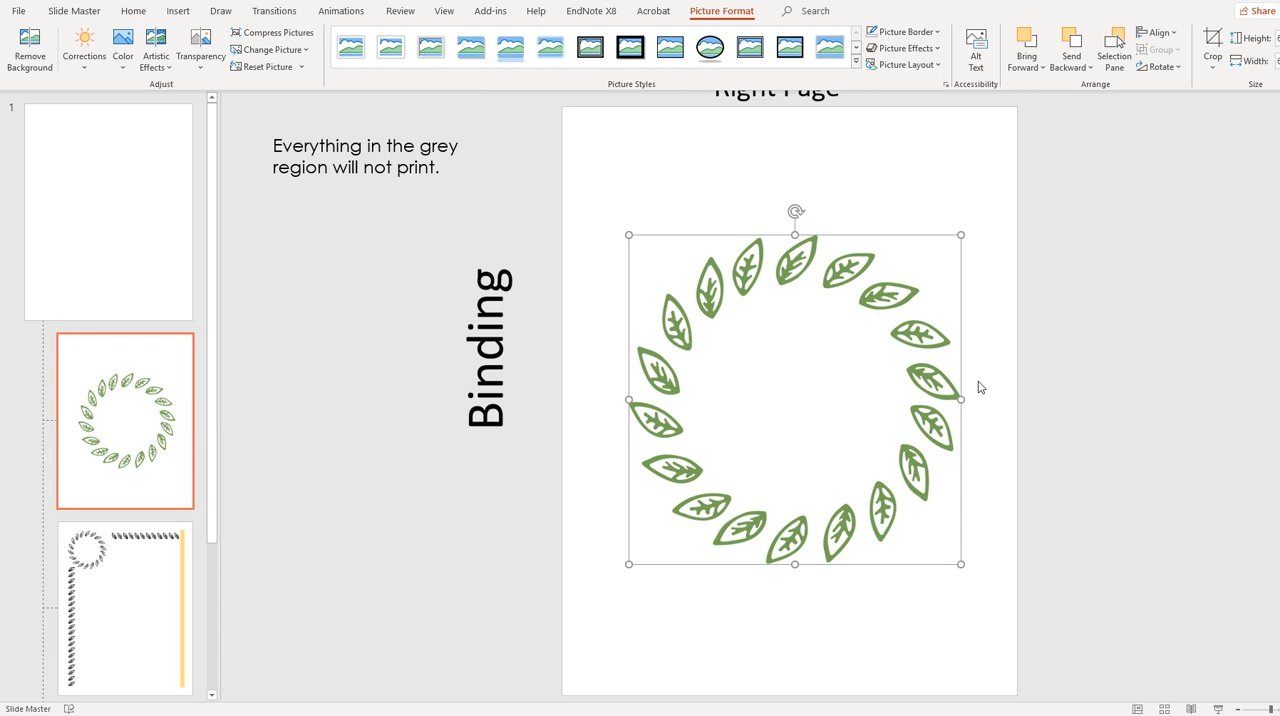 File Slide Master Home Insert Draw Transitions Animations Review View Add-ins Help EndNote X8 Acrobat Picture Format Search Share
Remove Background
Corrections
Color
Artistic Effects
Transparency
Compress Pictures
Change Picture
Reset Picture
Adjust
Picture Styles
Picture Border
Picture Effects
Picture Layout
Alt Text
Accessibility
Bring Forward
Send Backward
Selection Pane
Align
Group
Rotate
Arrange
Crop
Height:
Width:
Size
1
Right Page
Everything in the grey
region will not print.
Binding
Slide Master